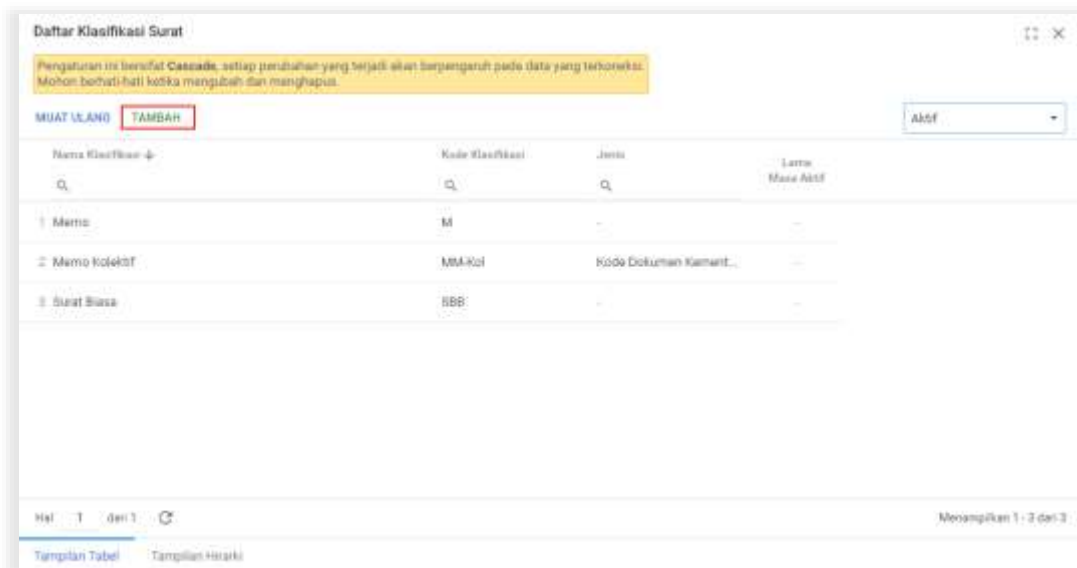 Daftar Klasifikasi Surat
Pengaturan ini bersifat Cascade, setiap perubahan yang terjadi akan berpengaruh pada data yang terkoneksi.
Mohon berhati-hati ketika mengubah dan menghapus.
MUAT ULANG TAMBAH Aktif
Nama Klasifikasi Kode Klasifikasi Jenis Lama
Masa Aktif
1 Memo M - -
2 Memo Kolektif MM-Kol Kode Dokumen Kement... -
3 Surat Biasa SBB - -
Hal 1 dari 1 Menampilkan 1 - 3 dari 3
Tampilan Tabel Tampilan Hirarki